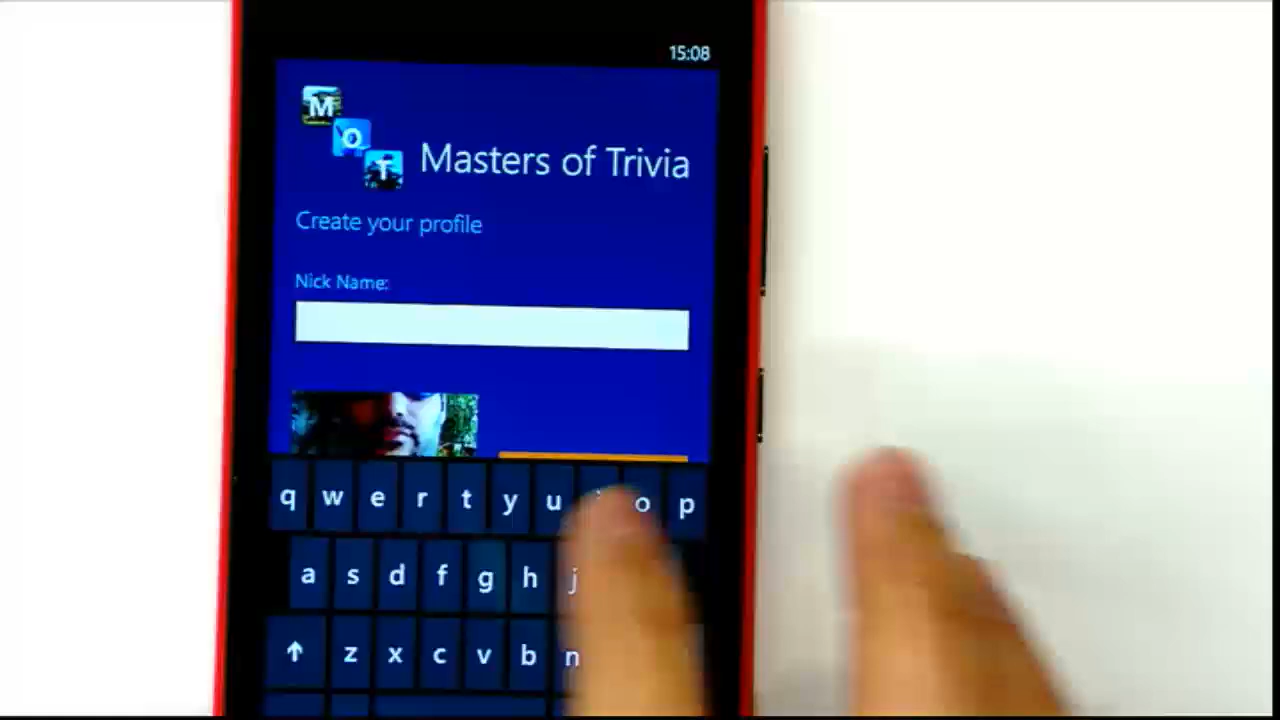 15:08
M
O
T
Masters of Trivia
Create your profile
Nick Name:
q w e r t y u o p
a s d f g h j
z x c v b n